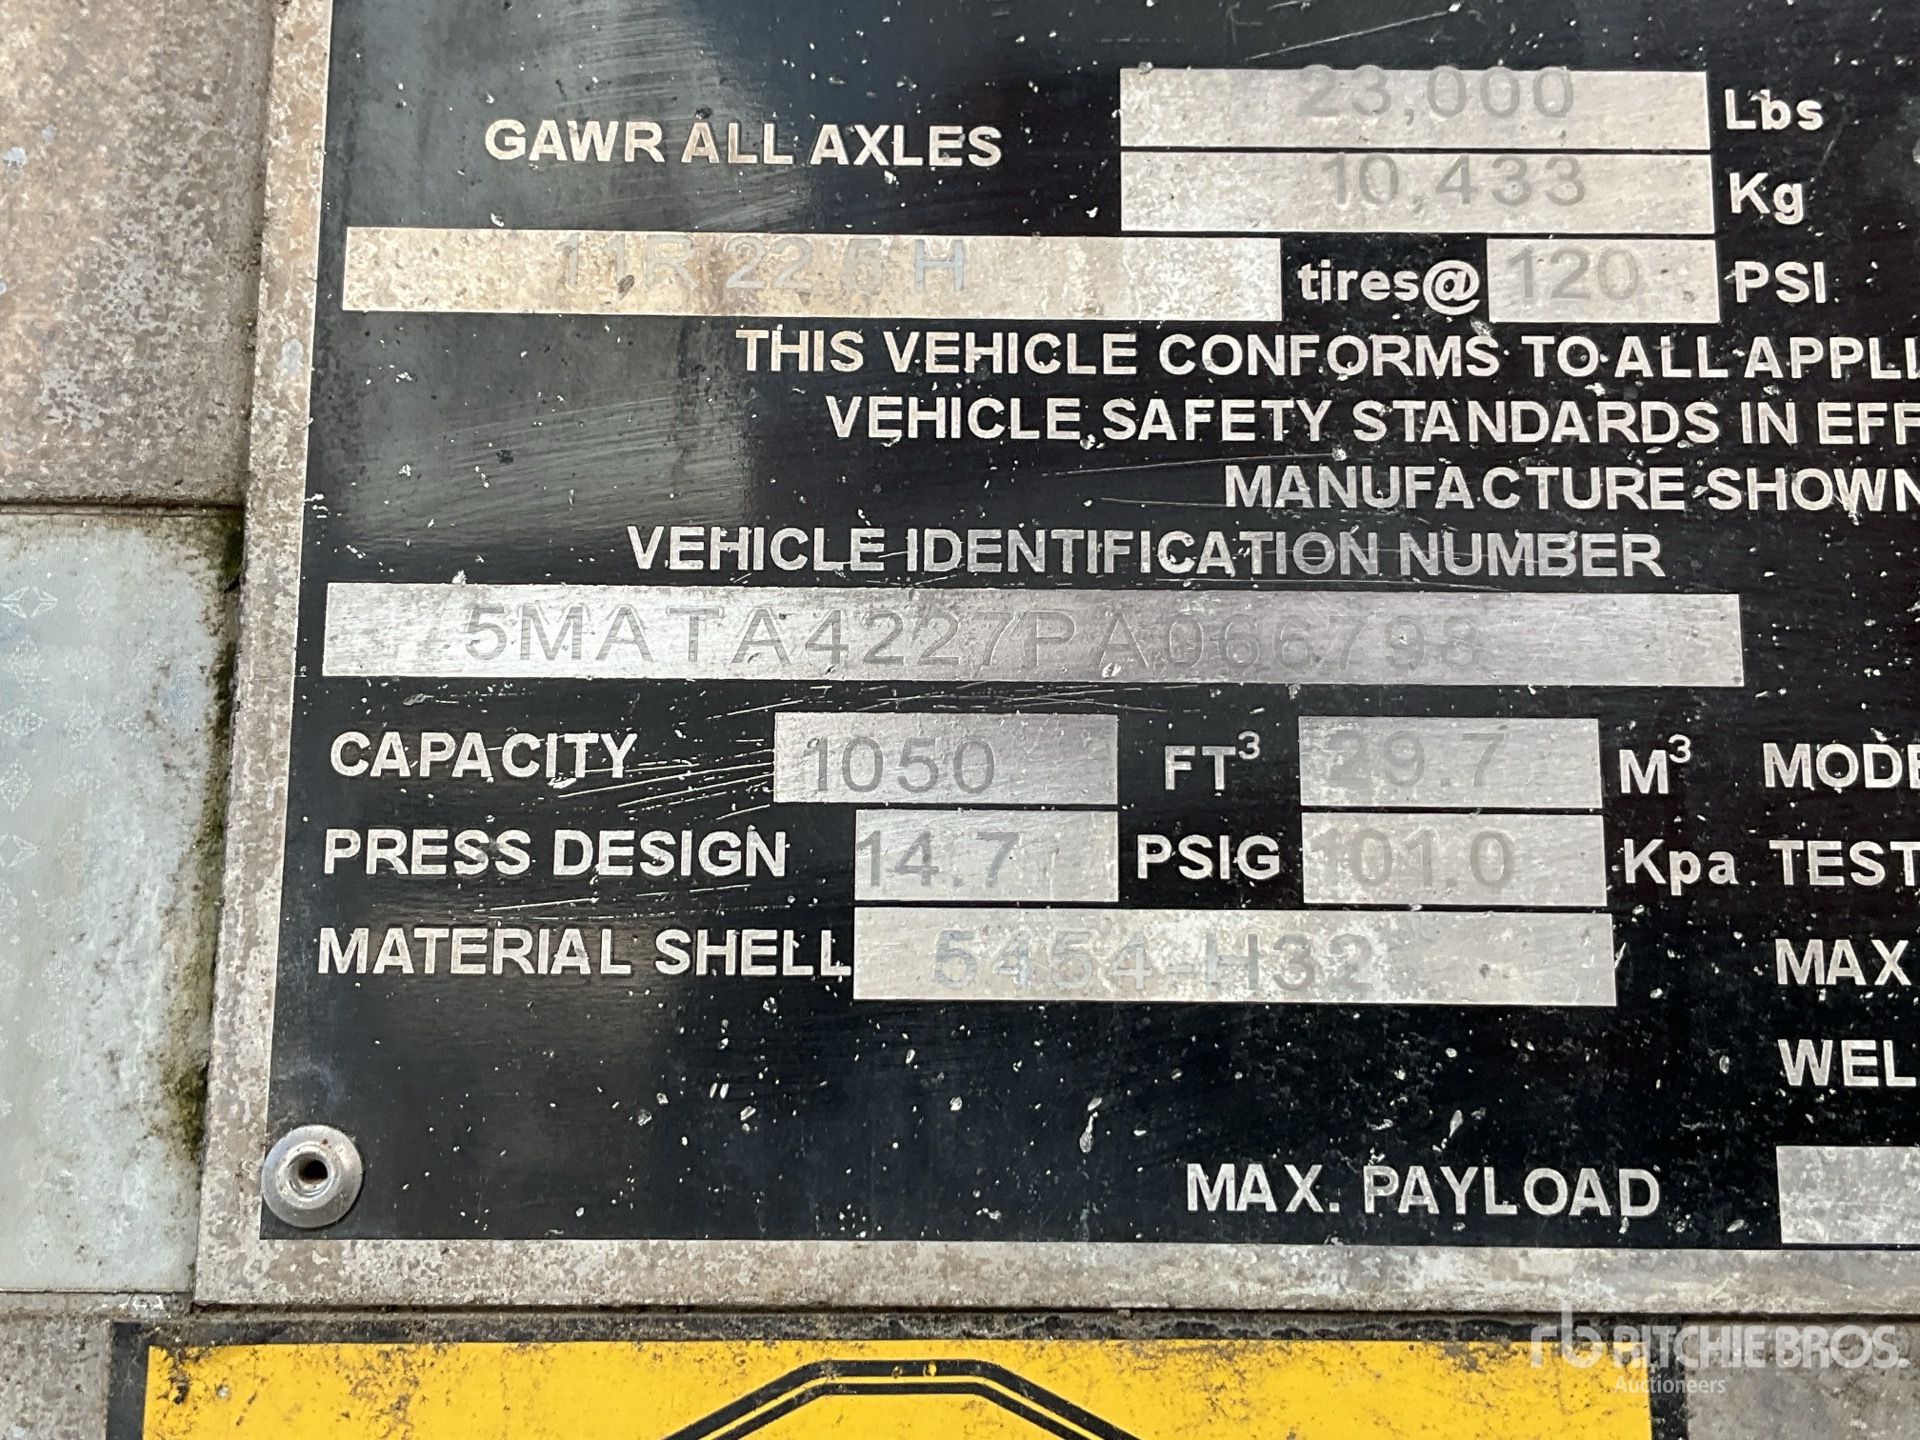 23,000 Lbs
GAWR ALL AXLES
10,433 Kg
11R 22.5 H tires@ 120 PSI
THIS VEHICLE CONFORMS TO ALL APPLI
VEHICLE SAFETY STANDARDS IN EFF
MANUFACTURE SHOWN
VEHICLE IDENTIFICATION NUMBER
5MATA4227PA066798
CAPACITY 1050 FT³ 29.7 M³ MODE
PRESS DESIGN 14.7 PSIG 101.0 Kpa TEST
MATERIAL SHELL 5454-H32 MAX
WEL
MAX. PAYLOAD
rb RITCHIE BROS.
Auctioneers